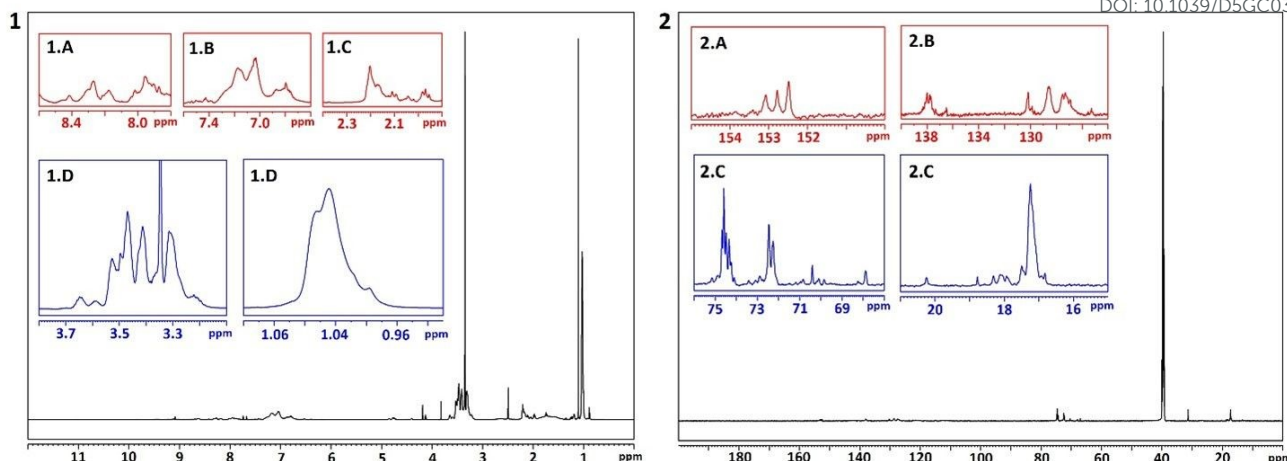 DOI: 10.1039/D5GC03
1
1.A
8.4 8.0 ppm
1.B
7.4 7.0 ppm
1.C
2.3 2.1 ppm
1.D
3.7 3.5 3.3 ppm
1.D
1.06 1.04 0.96 ppm
11 10 9 8 7 6 5 4 3 2 1 ppm
2
2.A
154 153 152 ppm
2.B
138 134 130 ppm
2.C
75 73 71 69 ppm
2.C
20 18 16 ppm
180 160 140 120 100 80 60 40 20 ppm